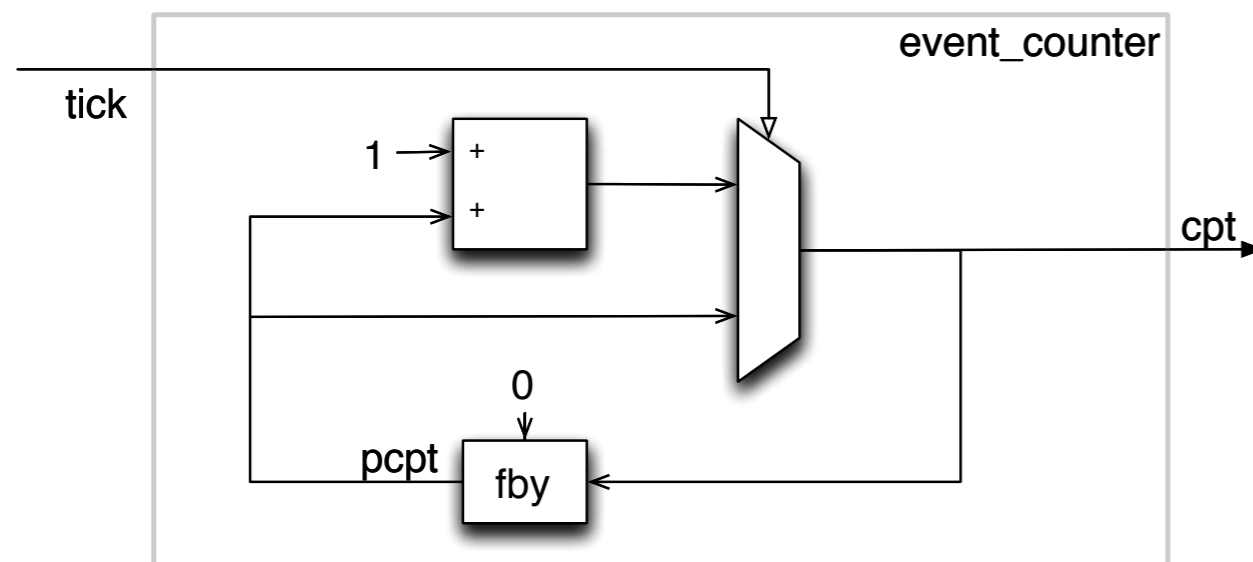 event_counter
tick
1
+
+
cpt
0
pcpt
fby